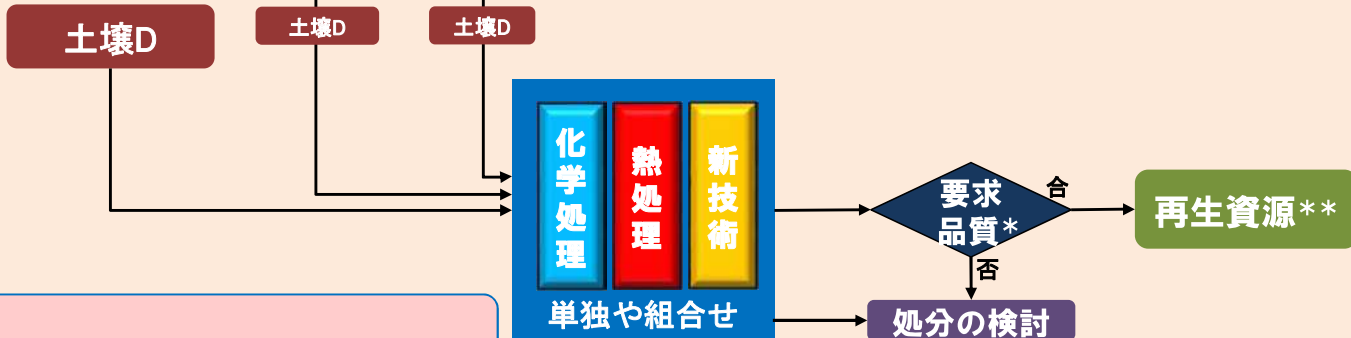 土壌D
土壌D
土壌D
化学処理
熱処理
新技術
単独や組合せ
要求
品質*
合
否
再生資源**
処分の検討